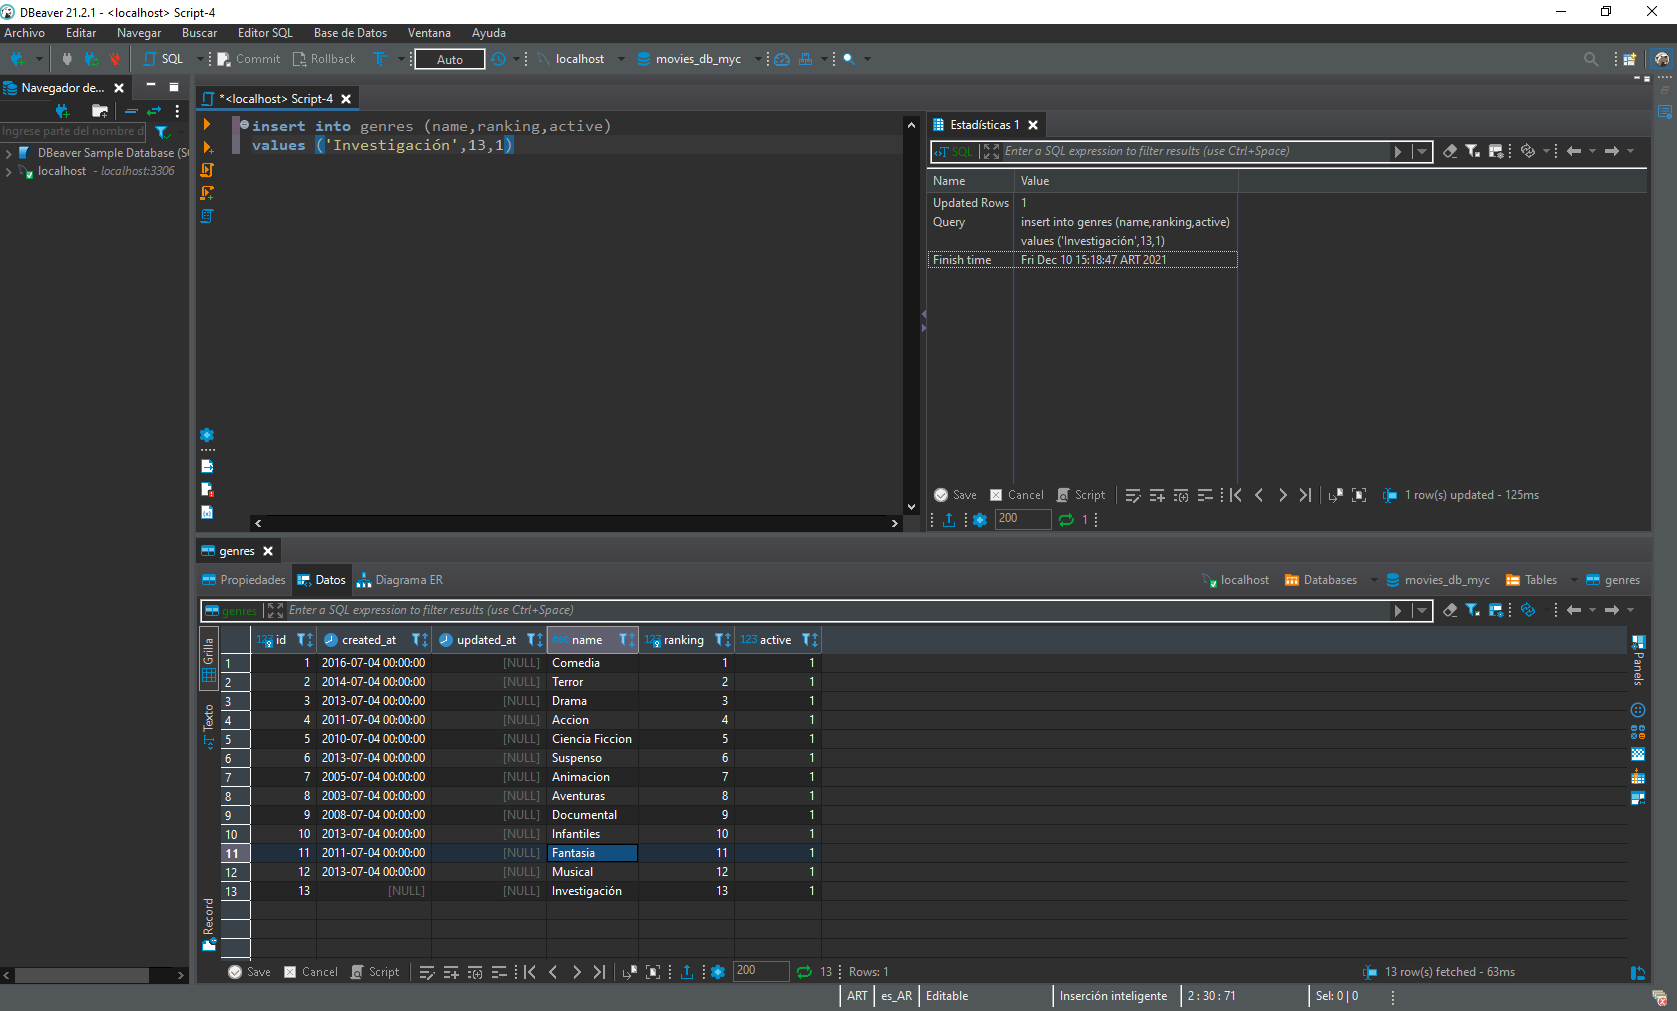 DBeaver 21.2.1 - <localhost> Script-4
Archivo Editar Navegar Buscar Editor SQL Base de Datos Ventana Ayuda
SQL Commit Rollback Auto localhost movies_db_myc
Navegador de...
Ingrese parte del nombre d
DBeaver Sample Database (S
localhost - localhost:3306
*<localhost> Script-4
insert into genres (name,ranking,active)
values ('Investigación',13,1)
Estadísticas 1
SQL Enter a SQL expression to filter results (use Ctrl+Space)
Name Value
Updated Rows 1
Query insert into genres (name,ranking,active)
values ('Investigación',13,1)
Finish time Fri Dec 10 15:18:47 ART 2021
Save Cancel Script 1 row(s) updated - 125ms
200 1
genres
Propiedades Datos Diagrama ER localhost Databases movies_db_myc Tables genres
genres Enter a SQL expression to filter results (use Ctrl+Space)
Grilla
Texto
Record
Panels
123 id created_at updated_at abc name 123 ranking 123 active
1 1 2016-07-04 00:00:00 [NULL] Comedia 1 1
2 2 2014-07-04 00:00:00 [NULL] Terror 2 1
3 3 2013-07-04 00:00:00 [NULL] Drama 3 1
4 4 2011-07-04 00:00:00 [NULL] Accion 4 1
5 5 2010-07-04 00:00:00 [NULL] Ciencia Ficcion 5 1
6 6 2013-07-04 00:00:00 [NULL] Suspenso 6 1
7 7 2005-07-04 00:00:00 [NULL] Animacion 7 1
8 8 2003-07-04 00:00:00 [NULL] Aventuras 8 1
9 9 2008-07-04 00:00:00 [NULL] Documental 9 1
10 10 2013-07-04 00:00:00 [NULL] Infantiles 10 1
11 11 2011-07-04 00:00:00 [NULL] Fantasia 11 1
12 12 2013-07-04 00:00:00 [NULL] Musical 12 1
13 13 [NULL] [NULL] Investigación 13 1
Save Cancel Script 200 13 Rows: 1 13 row(s) fetched - 63ms
ART es_AR Editable Inserción inteligente 2 : 30 : 71 Sel: 0 | 0